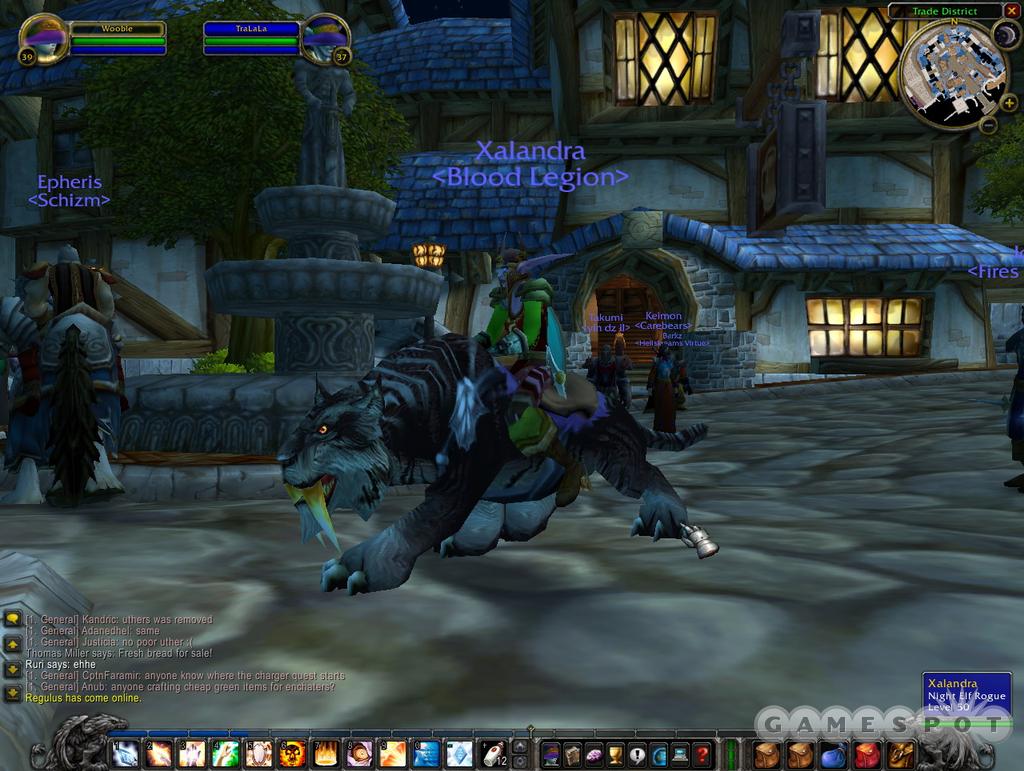 Wooble
39
TraLaLa
37
Trade District
N
Epheris
<Schizm>
Xalandra
<Blood Legion>
<Fires
Takumi
Keimon
<Carebears>
[1. General] Kandric: uthers was removed
[1. General] Adanedhel: same
[1. General] Justicia: no poor uther :(
Thomas Miller says: Fresh bread for sale!
Ruri says: ehhe
[1. General] CptnFaramir: anyone know where the charger quest starts
[1. General] Anub: anyone crafting cheap green items for enchaters?
Regulus has come online.
Xalandra
Night Elf Rogue
Level 50
GAMESPOT
12